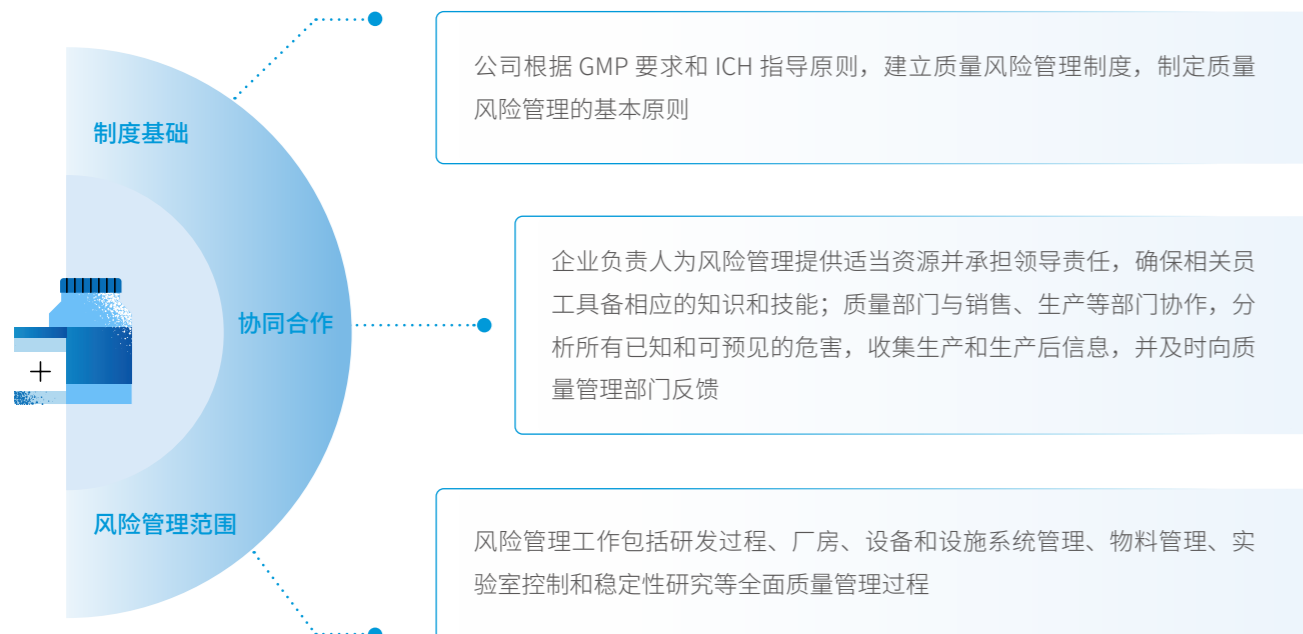 制度基础
公司根据 GMP 要求和 ICH 指导原则，建立质量风险管理制度，制定质量
风险管理的基本原则
协同合作
企业负责人为风险管理提供适当资源并承担领导责任，确保相关员
工具备相应的知识和技能；质量部门与销售、生产等部门协作，分
析所有已知和可预见的危害，收集生产和生产后信息，并及时向质
量管理部门反馈
风险管理范围
风险管理工作包括研发过程、厂房、设备和设施系统管理、物料管理、实
验室控制和稳定性研究等全面质量管理过程